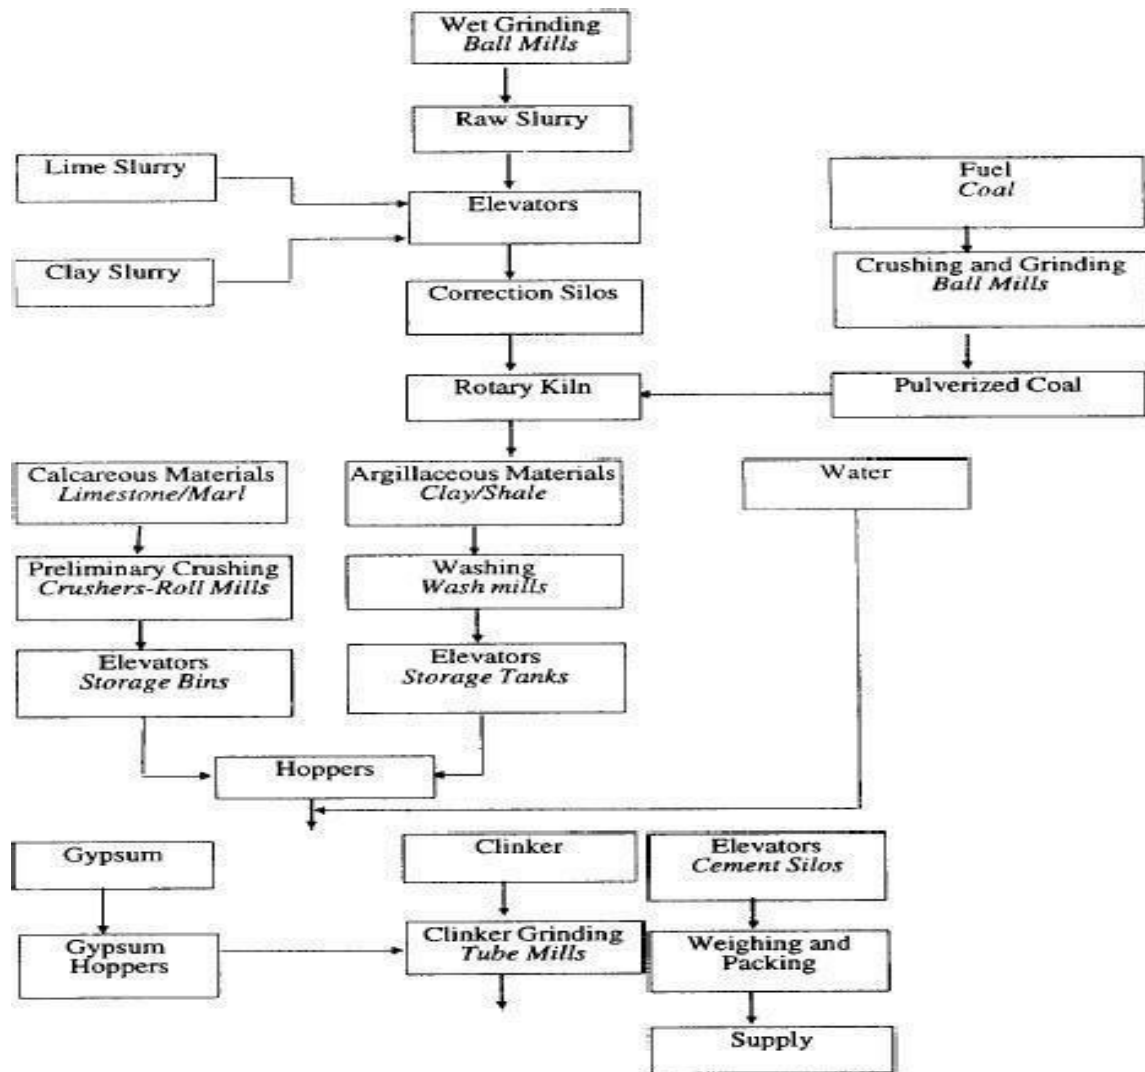 Wet Grinding
Ball Mills
Raw Slurry
Lime Slurry
Elevators
Clay Slurry
Correction Silos
Fuel
Coal
Crushing and Grinding
Ball Mills
Rotary Kiln
Pulverized Coal
Calcareous Materials
Limestone/Marl
Argillaceous Materials
Clay/Shale
Water
Preliminary Crushing
Crushers-Roll Mills
Washing
Wash mills
Elevators
Storage Bins
Elevators
Storage Tanks
Hoppers
Gypsum
Clinker
Elevators
Cement Silos
Gypsum
Hoppers
Clinker Grinding
Tube Mills
Weighing and
Packing
Supply